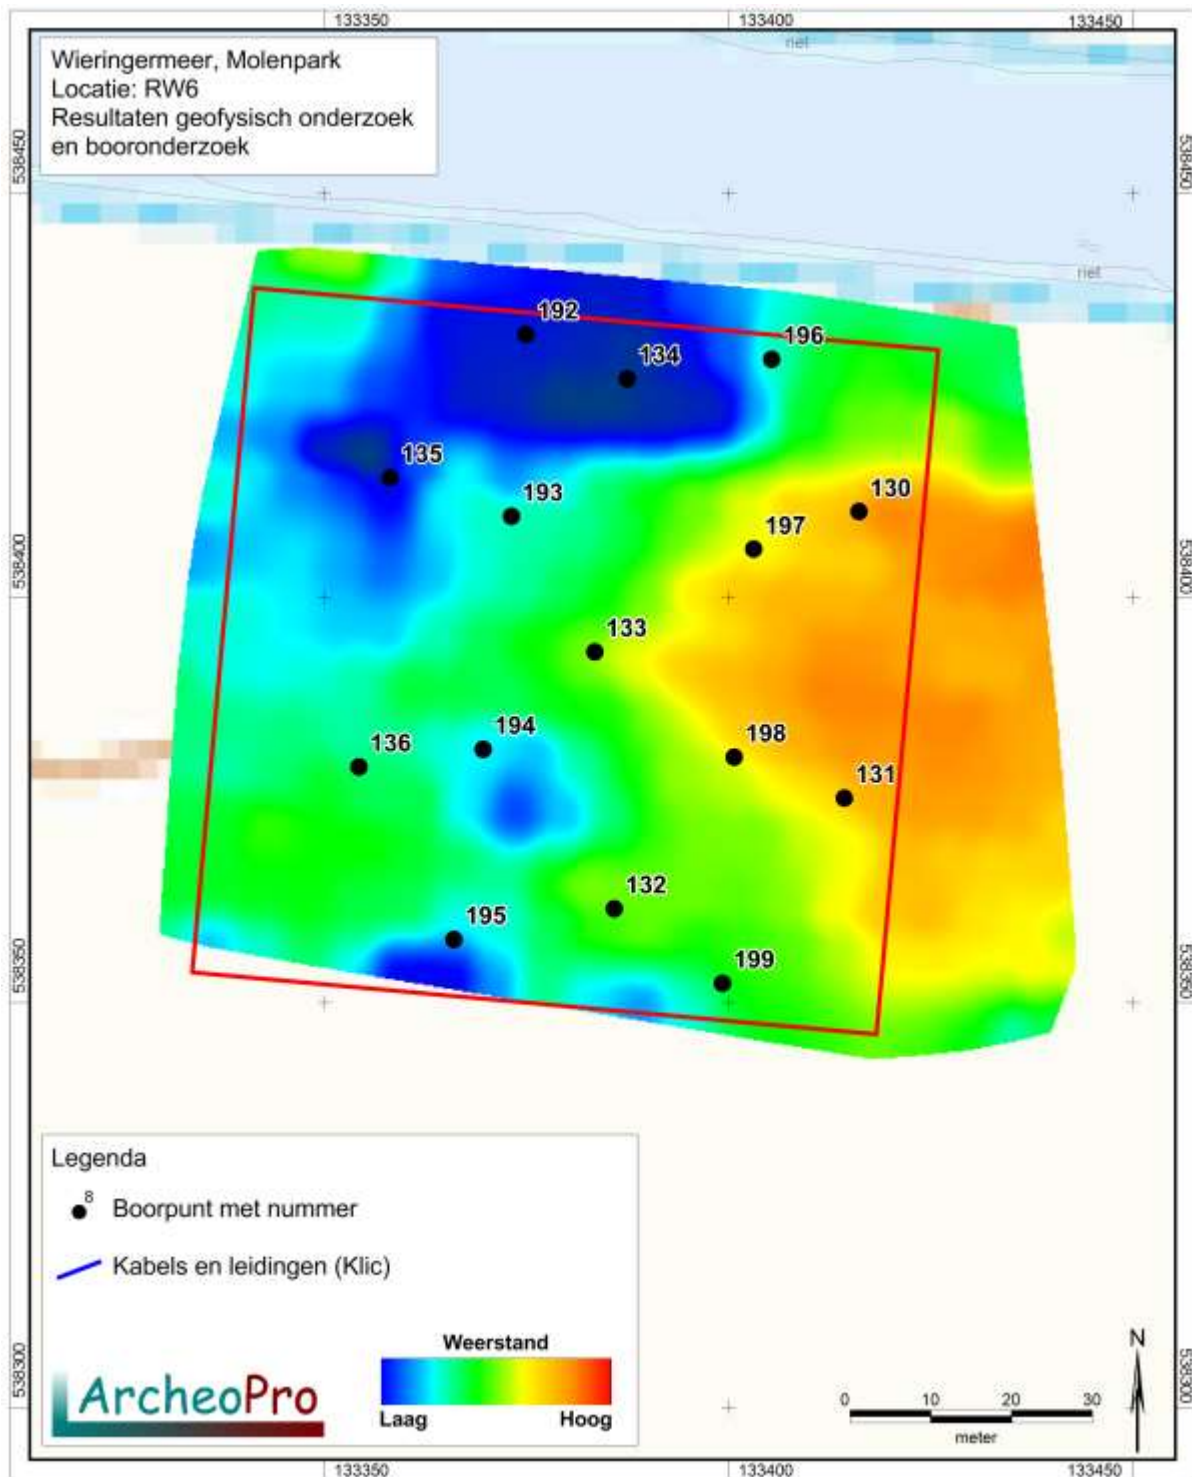 133350
133400
133450
Wieringermeer, Molenpark
Locatie: RW6
Resultaten geofysisch onderzoek
en booronderzoek
riet
538450
538450
riet
192
134
196
135
193
130
197
538400
538400
133
194
136
198
131
132
195
199
538350
538350
Legenda
8
Boorpunt met nummer
Kabels en leidingen (Klic)
Weerstand
Laag
Hoog
ArcheoPro
0
10
20
30
meter
N
538300
538300
133350
133400
133450